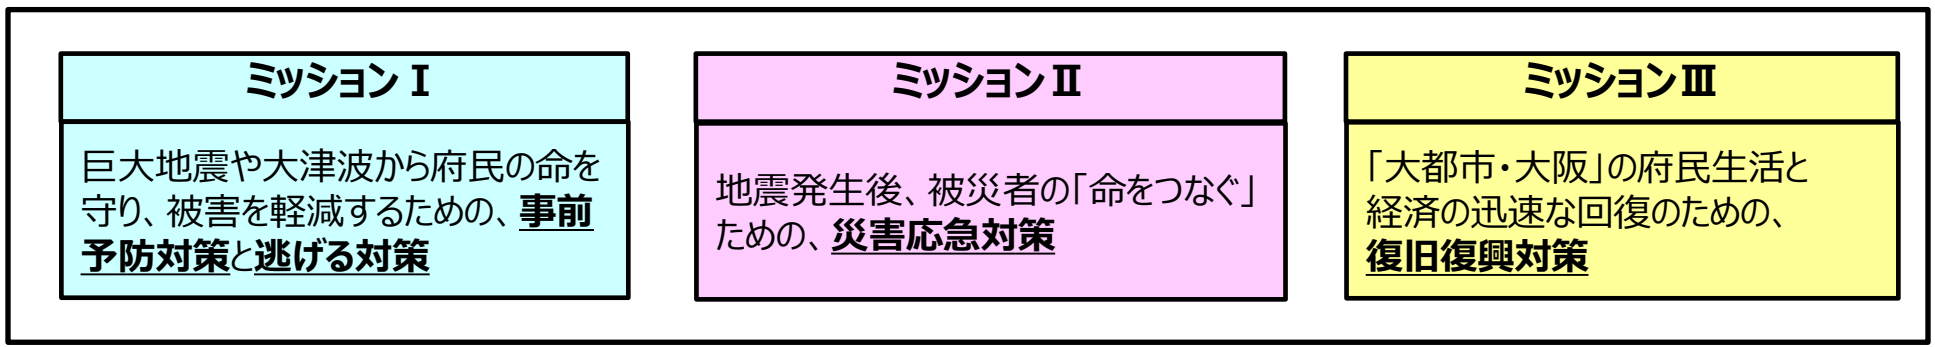 ミッションⅠ
巨大地震や大津波から府民の命を
守り、被害を軽減するための、事前
予防対策と逃げる対策
ミッションⅡ
地震発生後、被災者の「命をつなぐ」
ための、災害応急対策
ミッションⅢ
「大都市・大阪」の府民生活と
経済の迅速な回復のための、
復旧復興対策